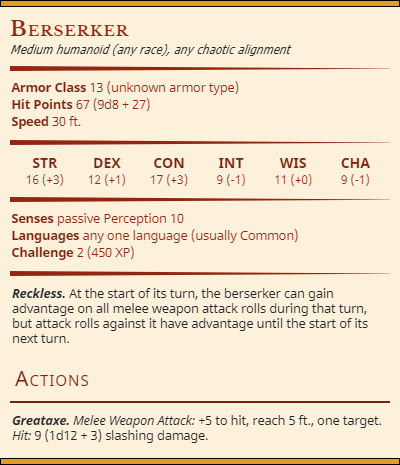 BERSERKER
Medium humanoid (any race), any chaotic alignment
Armor Class 13 (unknown armor type)
Hit Points 67 (9d8 + 27)
Speed 30 ft.
STR DEX CON INT WIS CHA
16 (+3) 12 (+1) 17 (+3) 9 (-1) 11 (+0) 9 (-1)
Senses passive Perception 10
Languages any one language (usually Common)
Challenge 2 (450 XP)
Reckless. At the start of its turn, the berserker can gain
advantage on all melee weapon attack rolls during that turn,
but attack rolls against it have advantage until the start of its
next turn.
ACTIONS
Greataxe. Melee Weapon Attack: +5 to hit, reach 5 ft., one target.
Hit: 9 (1d12 + 3) slashing damage.